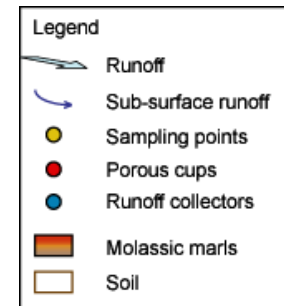 Legend
Runoff
Sub-surface runoff
Sampling points
Porous cups
Runoff collectors
Molassic marls
Soil